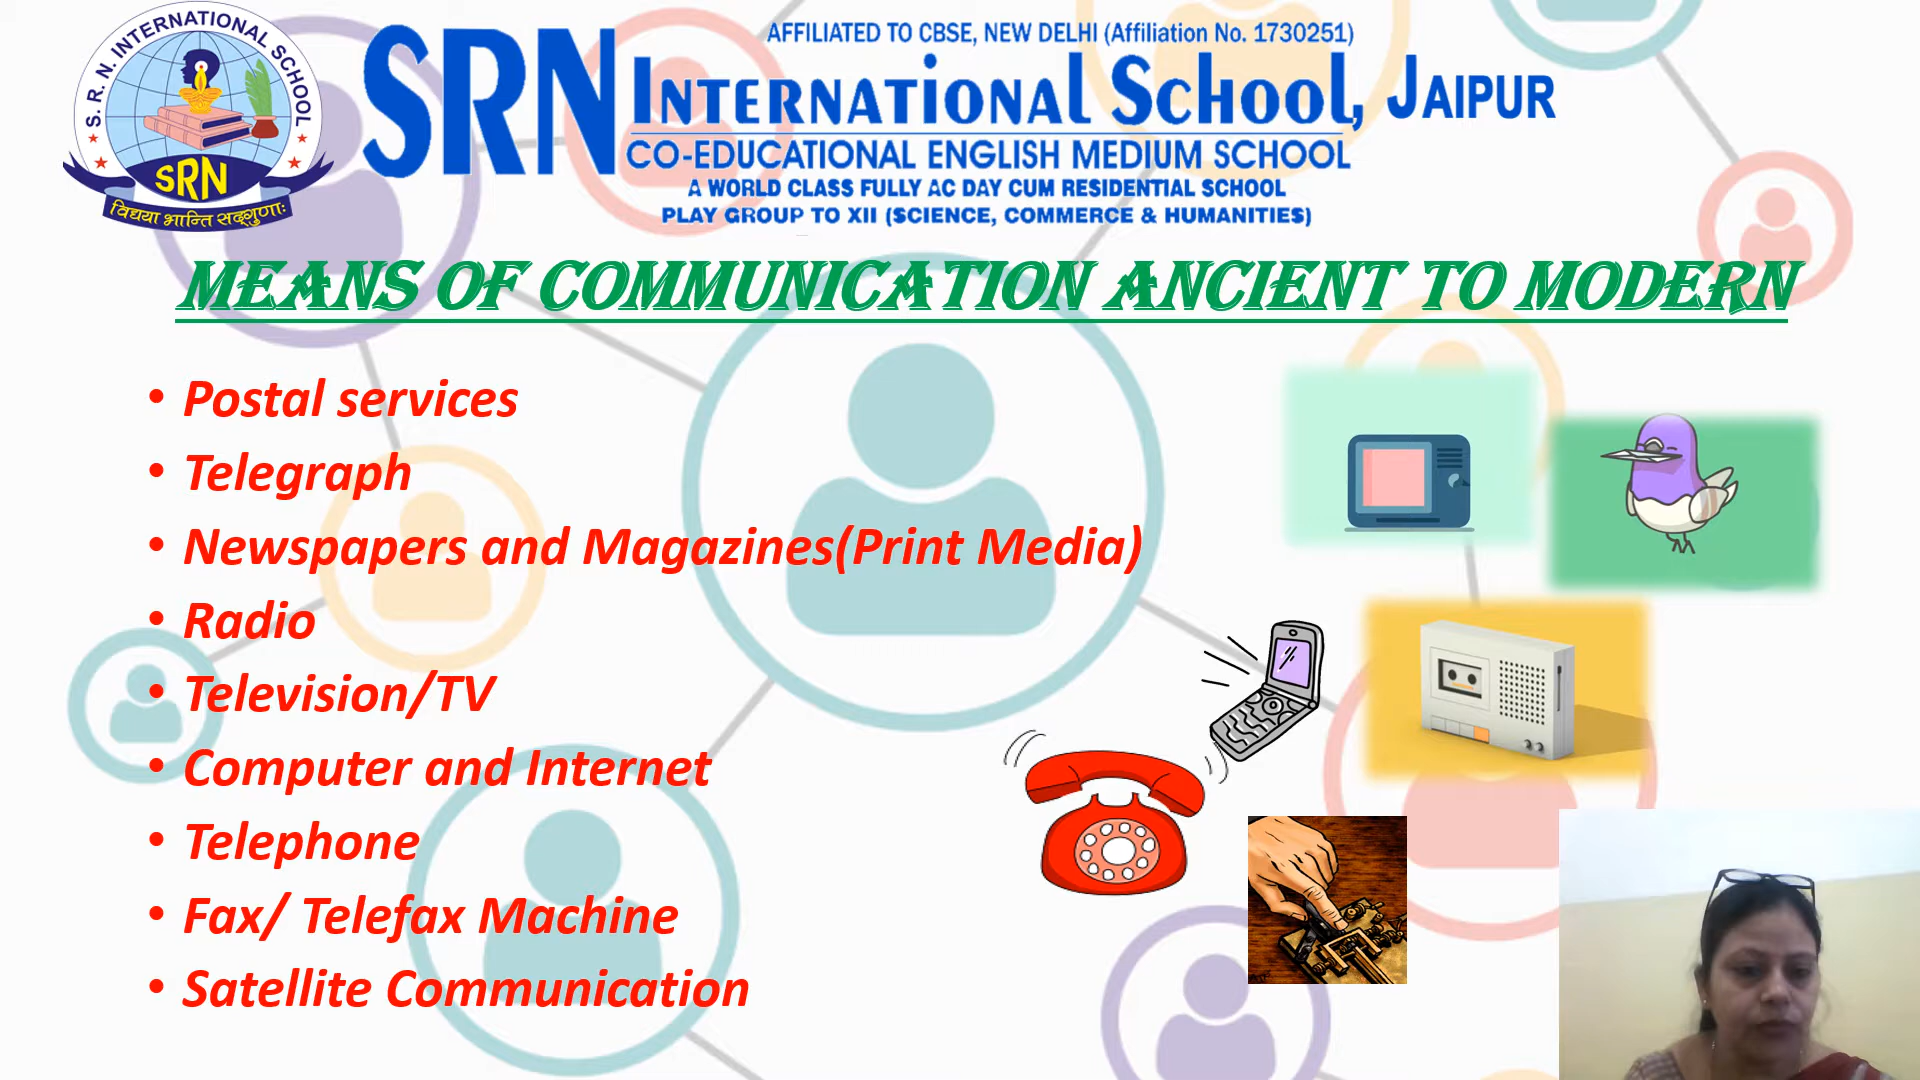 S. R. N. INTERNATIONAL SCHOOL
SRN
विद्यया भान्ति सद्गुणाः
AFFILIATED TO CBSE, NEW DELHI (Affiliation No. 1730251)
SRN INTERNATIONAL SCHOOL, JAIPUR
CO-EDUCATIONAL ENGLISH MEDIUM SCHOOL
A WORLD CLASS FULLY AC DAY CUM RESIDENTIAL SCHOOL
PLAY GROUP TO XII (SCIENCE, COMMERCE & HUMANITIES)
MEANS OF COMMUNICATION ANCIENT TO MODERN
• Postal services
• Telegraph
• Newspapers and Magazines(Print Media)
• Radio
• Television/TV
• Computer and Internet
• Telephone
• Fax/ Telefax Machine
• Satellite Communication